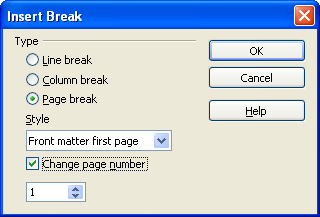 Insert Break
Type
Line break
Column break
Page break
Style
Front matter first page
Change page number
1
OK
Cancel
Help